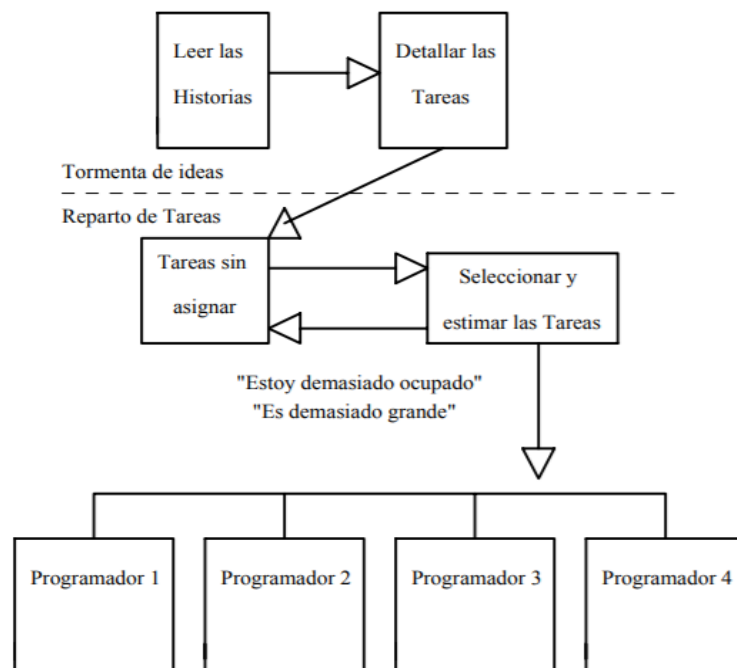 Leer las
Historias
Detallar las
Tareas
Tormenta de ideas
Reparto de Tareas
Tareas sin
asignar
Seleccionar y
estimar las Tareas
"Estoy demasiado ocupado"
"Es demasiado grande"
Programador 1
Programador 2
Programador 3
Programador 4